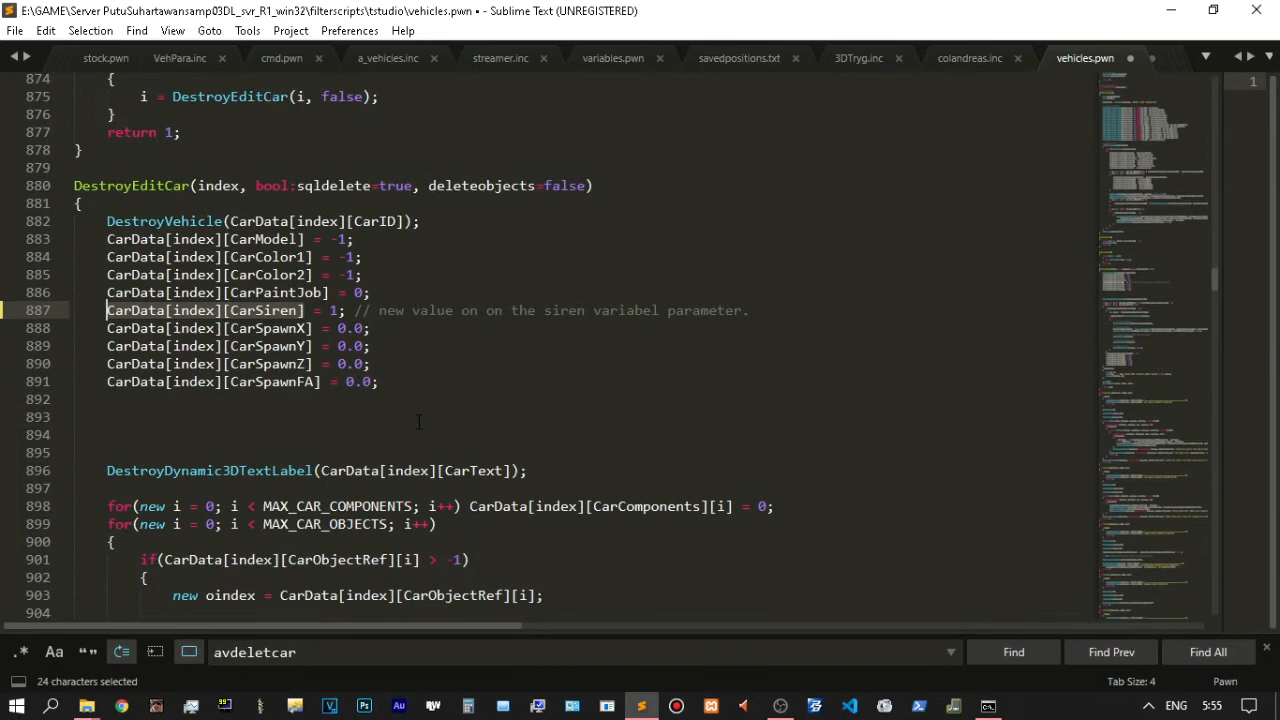 E:\GAME\Server PutuSuhartawansamp03DL_svr_R1_win32\filterscripts\tstudio\vehicles.pwn • - Sublime Text (UNREGISTERED)
File Edit Selection Find View Goto Tools Project Preferences Help
stock.pwn VehPara.inc × cmd.pwn × a_vehicles.inc × streamer.inc × variables.pwn × savedpositions.txt × 3DTryg.inc × colandreas.inc × vehicles.pwn
874 {
875 i = DestroyEditCar(i, false);
876 }
877 return 1;
878 }
879
880 DestroyEditCar(index, bool:sqldelete=true, eobjects=false)
881 {
882 DestroyVehicle(CarData[index][CarID]);
883 CarData[index][CarModel] = -1;
884 CarData[index][CarColor1] = -1;
885 CarData[index][CarColor2] = -1;
886 CarData[index][CarPaintJob] = 0;
887 CarData[index][CarSiren] = 1; // on on the siren variabel parameter.
888 CarData[index][CarSpawnX] = 0.0;
889 CarData[index][CarSpawnY] = 0.0;
890 CarData[index][CarSpawnZ] = 0.0;
891 CarData[index][CarSpawnFA] = 0.0;
892
893
894
895
896 DestroyDynamic3DTextLabel(CarData[index][CarText]);
897
898 for(new i = 0; i < MAX_CAR_COMPONENTS; i++) CarData[index][CarComponents][i] = 0;
899 for(new i = 0; i < MAX_CAR_OBJECTS; i++)
900 {
901 if(CarData[index][CarObjectRef][i] > -1)
902 {
903 new oindex = CarData[index][CarObjectRef][i];
904
1
.* Aa “” avdeletcar Find Find Prev Find All ×
24 characters selected Tab Size: 4 Pawn
ENG 5:55